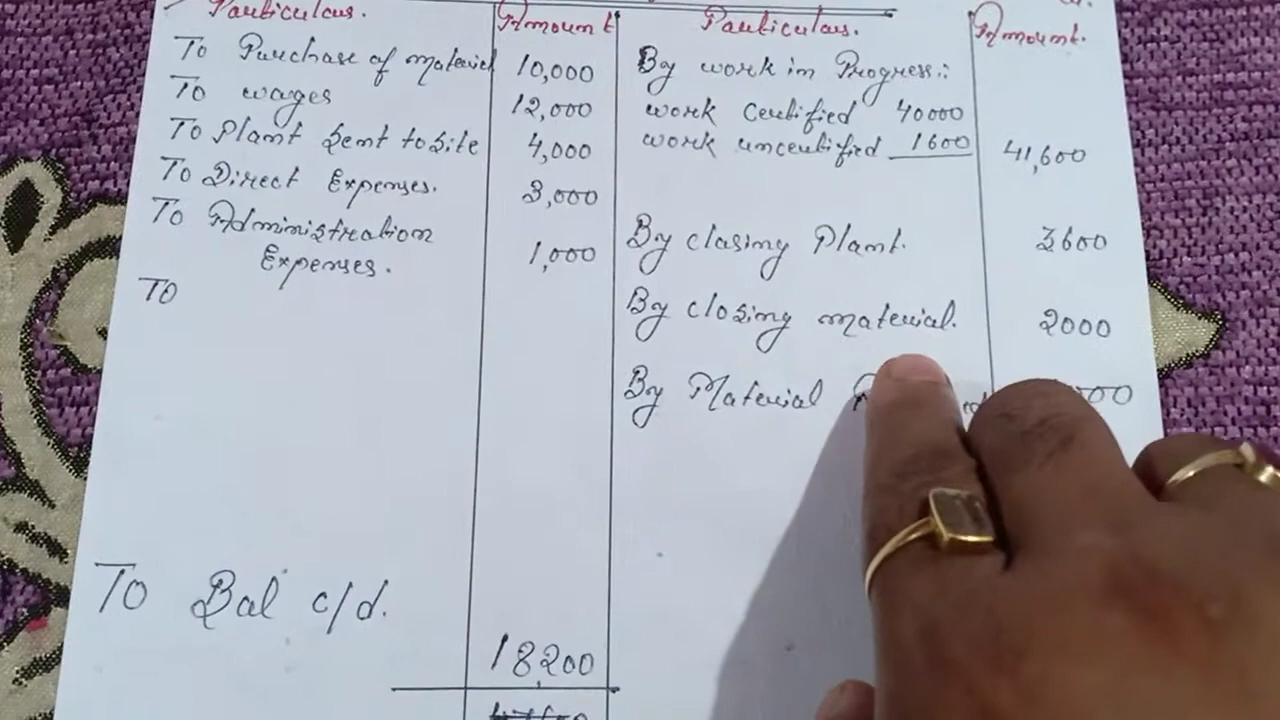 Particulars. Amount Particulars. Amount.
To Purchase of material 10,000 By work in Progress:
To wages 12,000 work certified 40000
To Plant Sent to Site 4,000 work uncertified 1600 41,600
To Direct Expenses. 3,000
To Administration By closing Plant. 3600
Expenses. 1,000
To
By closing material. 2000
By Material
To Bal c/d.
18,200